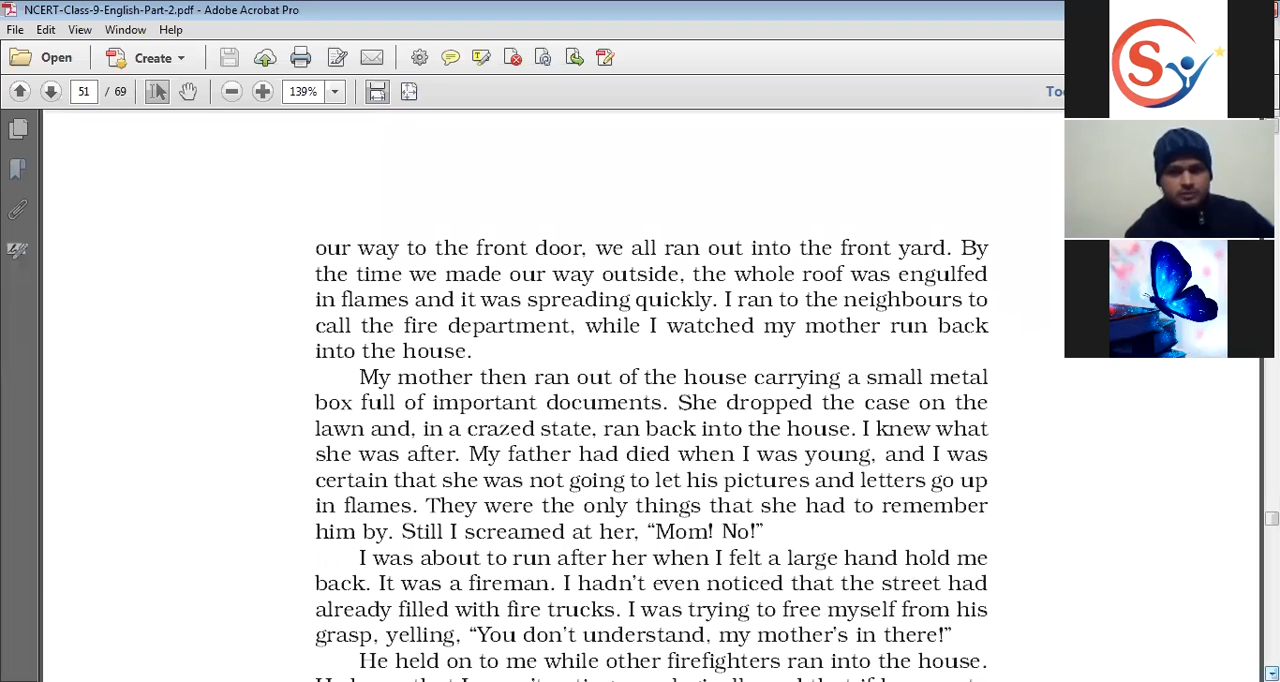 NCERT-Class-9-English-Part-2.pdf - Adobe Acrobat Pro
File Edit View Window Help
Open Create
51 / 69 139%
our way to the front door, we all ran out into the front yard. By
the time we made our way outside, the whole roof was engulfed
in flames and it was spreading quickly. I ran to the neighbours to
call the fire department, while I watched my mother run back
into the house.
My mother then ran out of the house carrying a small metal
box full of important documents. She dropped the case on the
lawn and, in a crazed state, ran back into the house. I knew what
she was after. My father had died when I was young, and I was
certain that she was not going to let his pictures and letters go up
in flames. They were the only things that she had to remember
him by. Still I screamed at her, “Mom! No!”
I was about to run after her when I felt a large hand hold me
back. It was a fireman. I hadn’t even noticed that the street had
already filled with fire trucks. I was trying to free myself from his
grasp, yelling, “You don’t understand, my mother’s in there!”
He held on to me while other firefighters ran into the house.
S